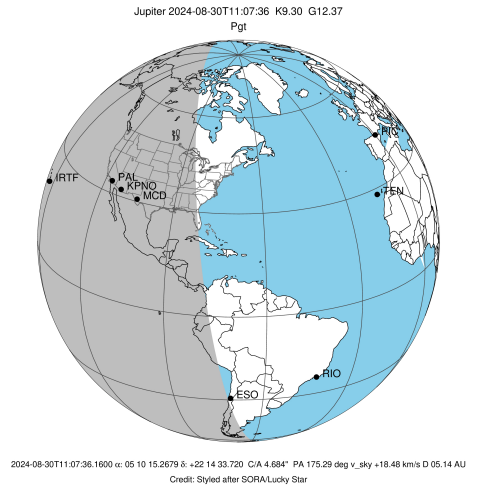 Jupiter 2024-08-30T11:07:36 K9.30 G12.37
Pgt
PIC
IRTF
PAL
KPNO
MCD
TEN
RIO
ESO
2024-08-30T11:07:36.1600 α: 05 10 15.2679 δ: +22 14 33.720 C/A 4.684" PA 175.29 deg v_sky +18.48 km/s D 05.14 AU
Credit: Styled after SORA/Lucky Star